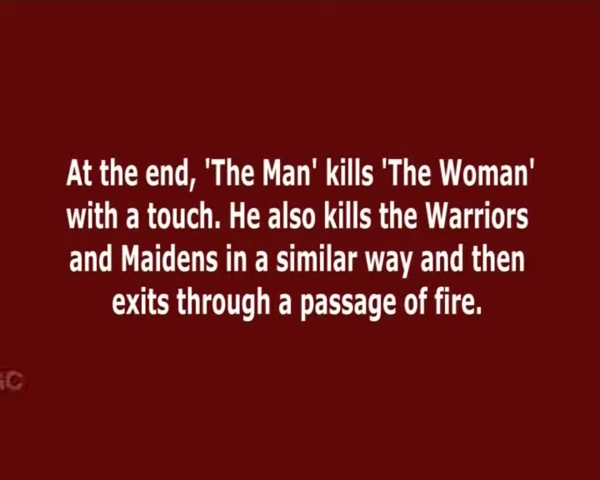 At the end, 'The Man' kills 'The Woman'
with a touch. He also kills the Warriors
and Maidens in a similar way and then
exits through a passage of fire.